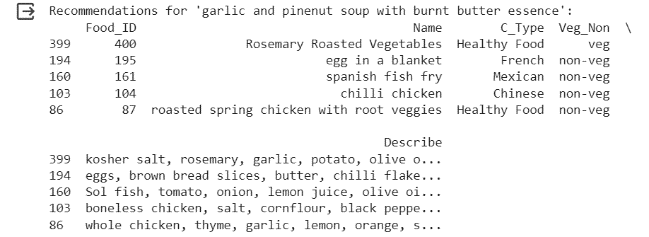 Recommendations for 'garlic and pinenut soup with burnt butter essence':
Food_ID Name C_Type Veg_Non \
399 400 Rosemary Roasted Vegetables Healthy Food veg
194 195 egg in a blanket French non-veg
160 161 spanish fish fry Mexican non-veg
103 104 chilli chicken Chinese non-veg
86 87 roasted spring chicken with root veggies Healthy Food non-veg
Describe
399 kosher salt, rosemary, garlic, potato, olive o...
194 eggs, brown bread slices, butter, chilli flake...
160 Sol fish, tomato, onion, lemon juice, olive oi...
103 boneless chicken, salt, cornflour, black peppe...
86 whole chicken, thyme, garlic, lemon, orange, s...